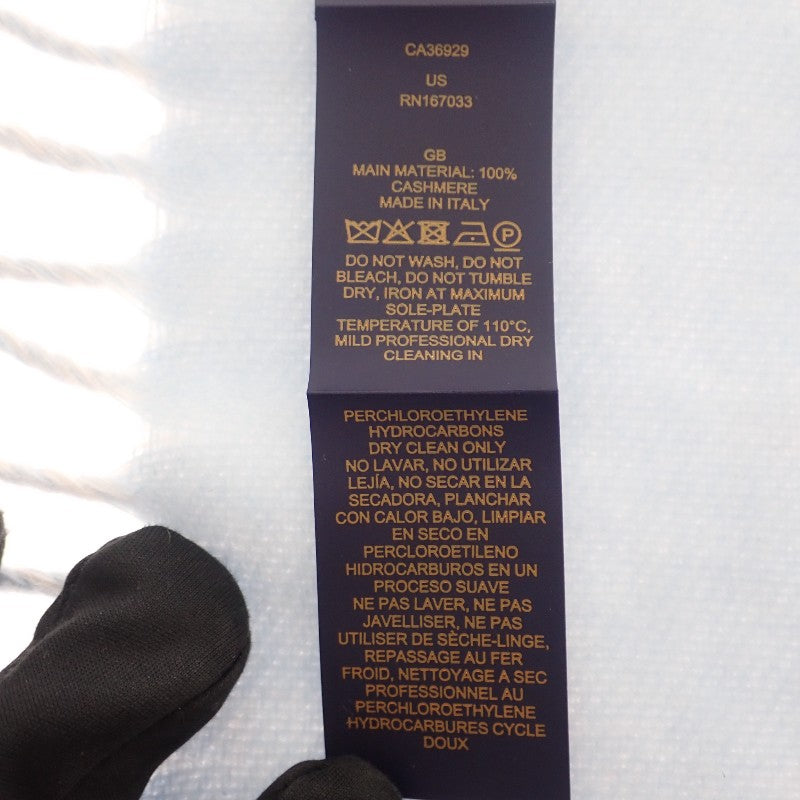 CA36929
US
RN167033
GB
MAIN MATERIAL: 100%
CASHMERE
MADE IN ITALY
P
DO NOT WASH, DO NOT
BLEACH, DO NOT TUMBLE
DRY, IRON AT MAXIMUM
SOLE-PLATE
TEMPERATURE OF 110°C,
MILD PROFESSIONAL DRY
CLEANING IN
PERCHLOROETHYLENE
HYDROCARBONS
DRY CLEAN ONLY
NO LAVAR, NO UTILIZAR
LEJÍA, NO SECAR EN LA
SECADORA, PLANCHAR
CON CALOR BAJO, LIMPIAR
EN SECO EN
PERCLOROETILENO
HIDROCARBUROS EN UN
PROCESO SUAVE
NE PAS LAVER, NE PAS
JAVELLISER, NE PAS
UTILISER DE SÈCHE-LINGE,
REPASSAGE AU FER
FROID, NETTOYAGE A SEC
PROFESSIONNEL AU
PERCHLOROETHYLENE
HYDROCARBURES CYCLE
DOUX